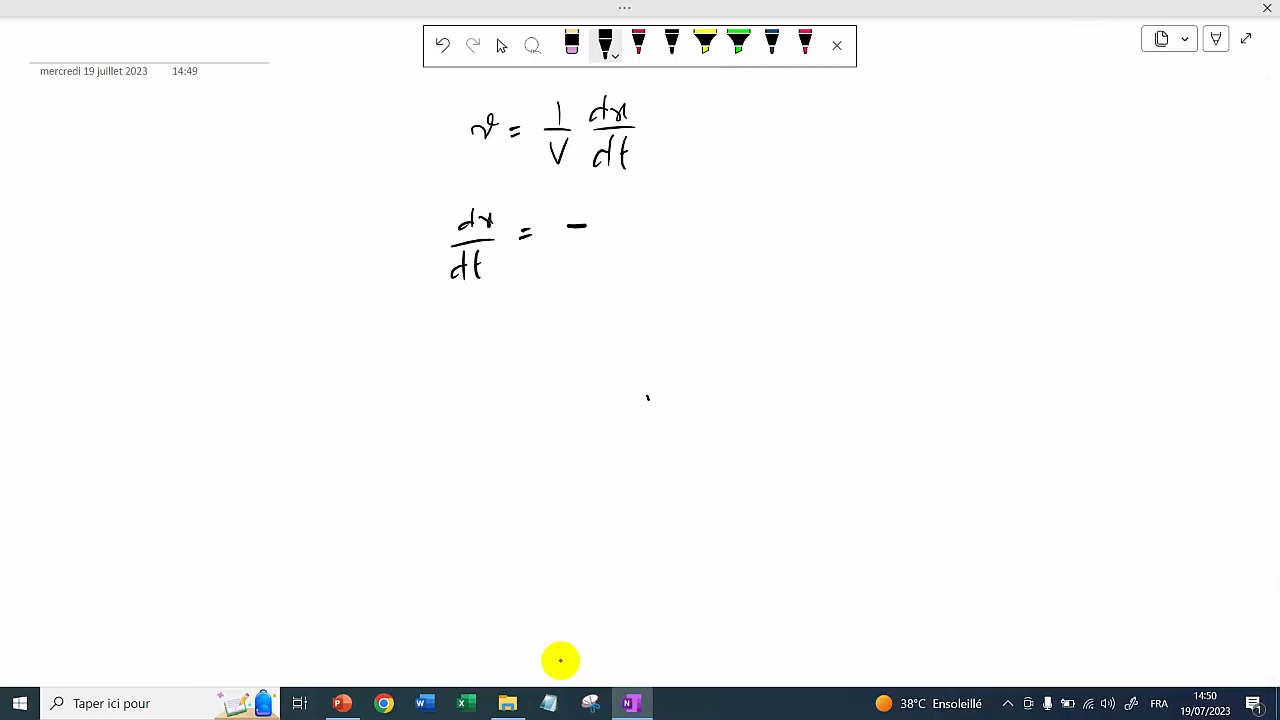 mercredi 19 juillet 2023 14:49
v = 1/V dx/dt
dx/dt = -
Taper ici pour
38°C Ensoleillé
FRA
14:50
19/07/2023